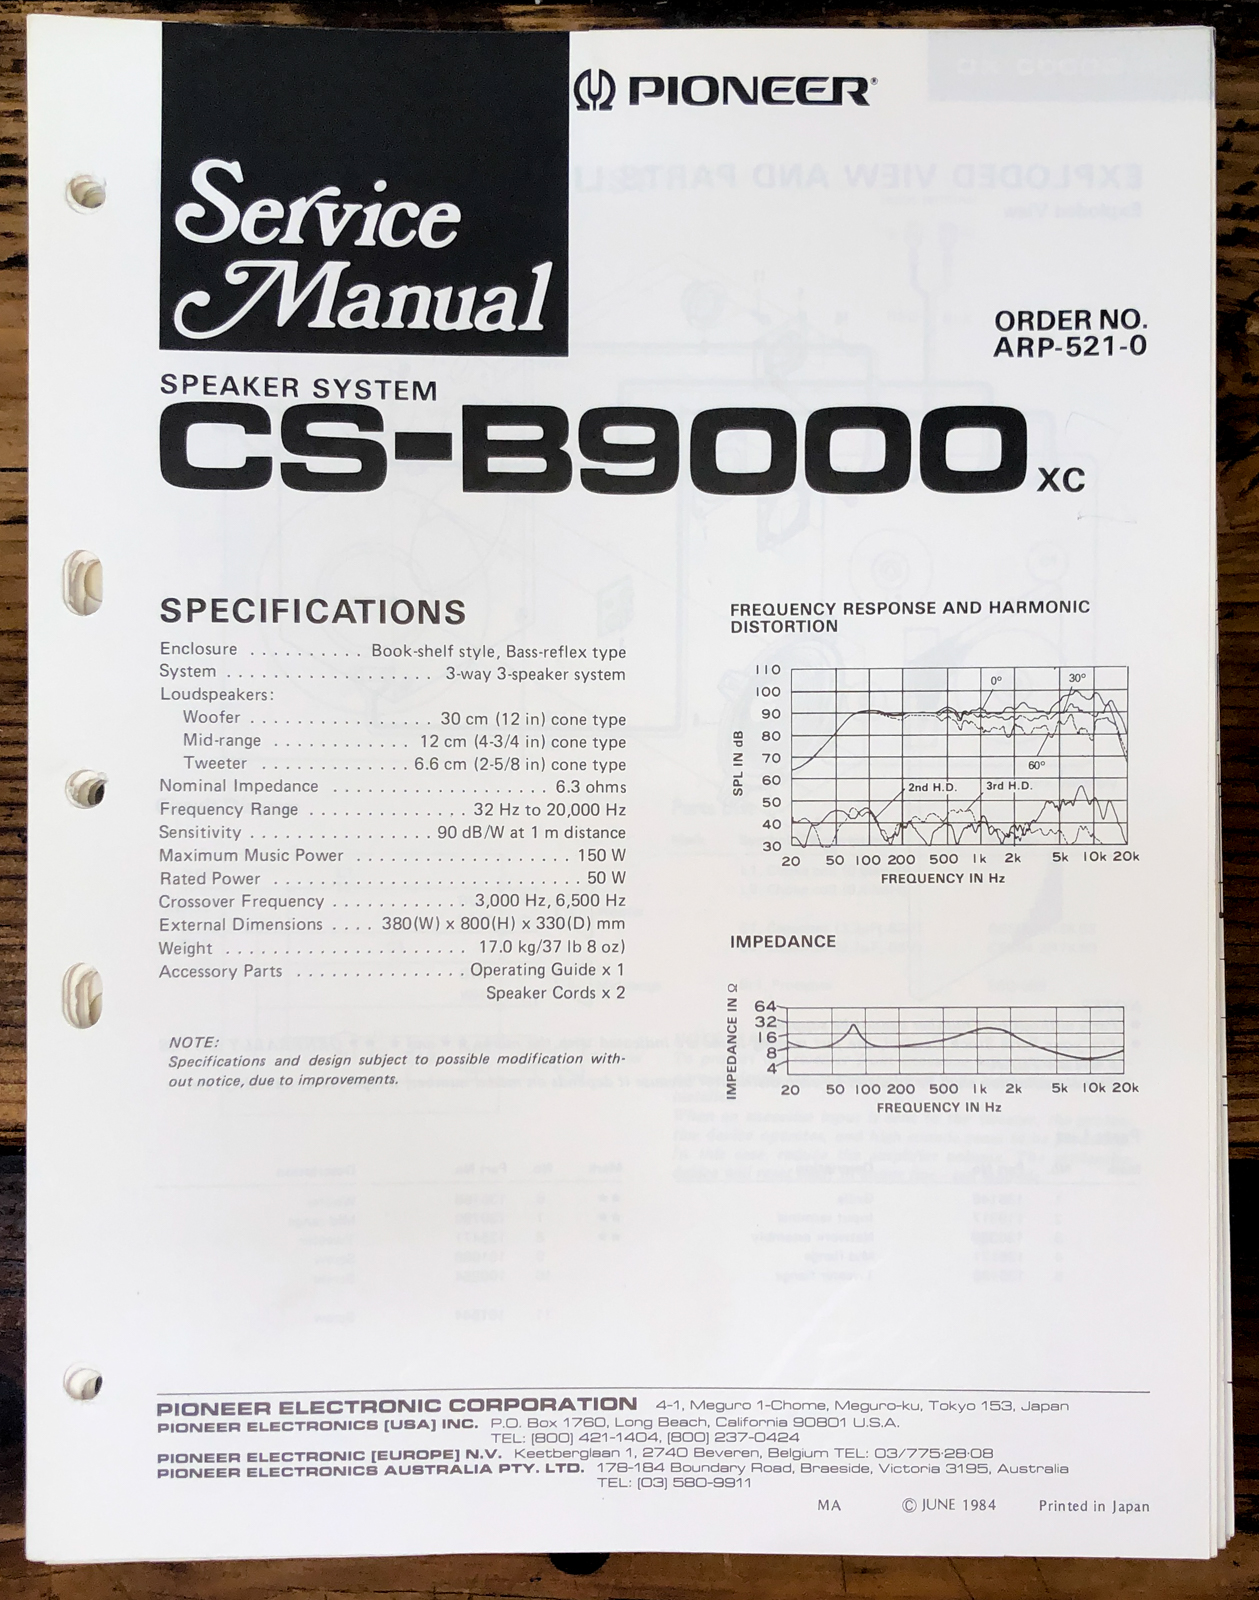 PIONEER®
Service
Manual
ORDER NO.
ARP-521-0
SPEAKER SYSTEM
CS-B9000 XC
SPECIFICATIONS
Enclosure . . . . . . . . . . Book-shelf style, Bass-reflex type
System . . . . . . . . . . . . . . . . . . 3-way 3-speaker system
Loudspeakers:
Woofer . . . . . . . . . . . . . . . . 30 cm (12 in) cone type
Mid-range . . . . . . . . . . . . 12 cm (4-3/4 in) cone type
Tweeter . . . . . . . . . . . . . 6.6 cm (2-5/8 in) cone type
Nominal Impedance . . . . . . . . . . . . . . . . . . . . . 6.3 ohms
Frequency Range . . . . . . . . . . . . . . 32 Hz to 20,000 Hz
Sensitivity . . . . . . . . . . . . . . . . 90 dB/W at 1 m distance
Maximum Music Power . . . . . . . . . . . . . . . . . . . 150 W
Rated Power . . . . . . . . . . . . . . . . . . . . . . . . . . . 50 W
Crossover Frequency . . . . . . . . . . . . 3,000 Hz, 6,500 Hz
External Dimensions . . . . 380(W) x 800(H) x 330(D) mm
Weight . . . . . . . . . . . . . . . . . . . . . 17.0 kg/37 lb 8 oz)
Accessory Parts . . . . . . . . . . . . . . . Operating Guide x 1
Speaker Cords x 2
NOTE:
Specifications and design subject to possible modification with-
out notice, due to improvements.
FREQUENCY RESPONSE AND HARMONIC
DISTORTION
SPL IN dB
110
100
90
80
70
60
50
40
30
0°
30°
60°
2nd H.D.
3rd H.D.
20 50 100 200 500 1k 2k 5k 10k 20k
FREQUENCY IN Hz
IMPEDANCE
IMPEDANCE IN Ω
64
32
16
8
4
20 50 100 200 500 1k 2k 5k 10k 20k
FREQUENCY IN Hz
PIONEER ELECTRONIC CORPORATION 4-1, Meguro 1-Chome, Meguro-ku, Tokyo 153, Japan
PIONEER ELECTRONICS [USA] INC. P.O. Box 1760, Long Beach, California 90801 U.S.A.
TEL: [800] 421-1404, [800] 237-0424
PIONEER ELECTRONIC [EUROPE] N.V. Keetberglaan 1, 2740 Beveren, Belgium TEL: 03/775·28·08
PIONEER ELECTRONICS AUSTRALIA PTY. LTD. 178-184 Boundary Road, Braeside, Victoria 3195, Australia
TEL: [03] 580-9911
MA © JUNE 1984 Printed in Japan